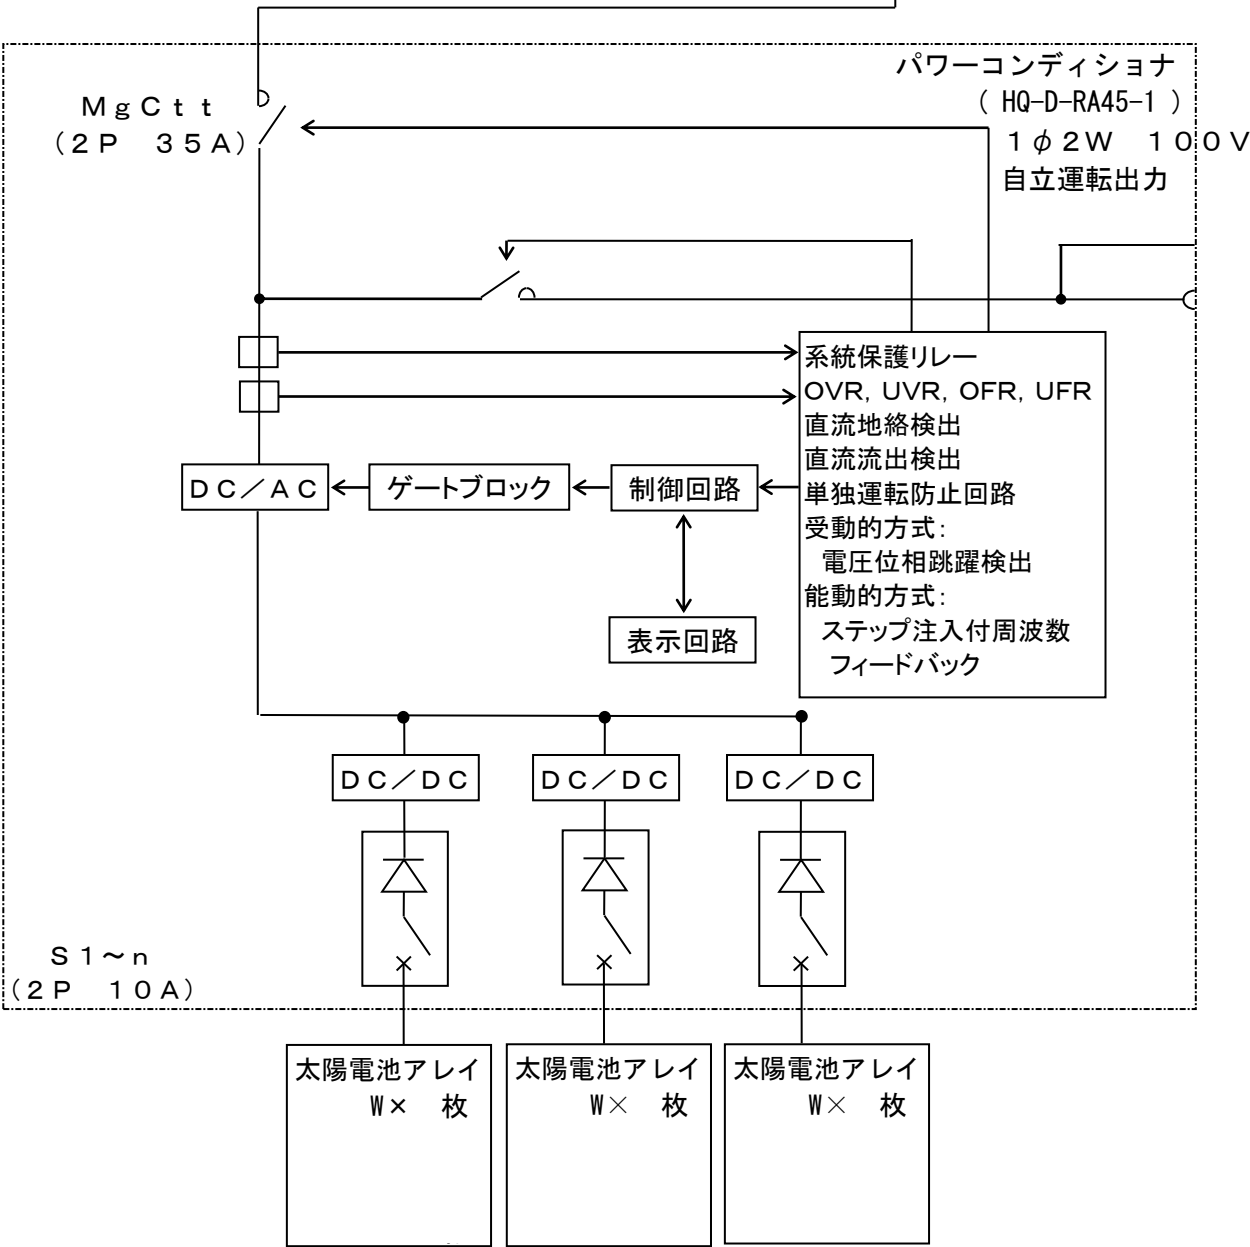 パワーコンディショナ
（ HQ-D-RA45-1 ）
１φ２Ｗ　１００Ｖ
自立運転出力
ＭｇＣｔｔ
（２Ｐ　３５Ａ）
系統保護リレー
OVR, UVR, OFR, UFR
直流地絡検出
直流流出検出
単独運転防止回路
受動的方式：
電圧位相跳躍検出
能動的方式：
ステップ注入付周波数
フィードバック
ＤＣ／ＡＣ
ゲートブロック
制御回路
表示回路
ＤＣ／ＤＣ
ＤＣ／ＤＣ
ＤＣ／ＤＣ
Ｓ１～ｎ
（２Ｐ　１０Ａ）
太陽電池アレイ
W×　枚
太陽電池アレイ
W×　枚
太陽電池アレイ
W×　枚